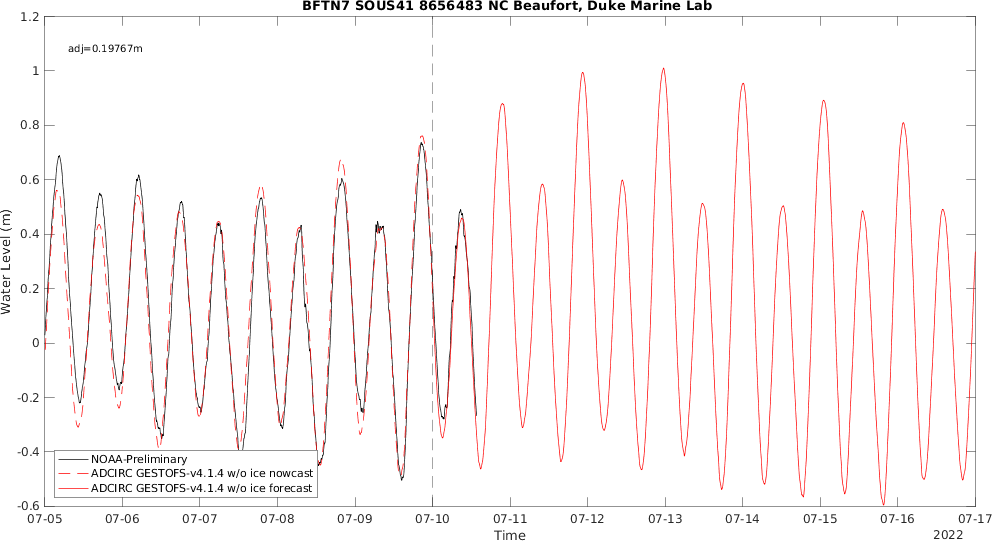 BFTN7 SOUS41 8656483 NC Beaufort, Duke Marine Lab
adj=0.19767m
Water Level (m)
1.2
1
0.8
0.6
0.4
0.2
0
-0.2
-0.4
-0.6
NOAA-Preliminary
ADCIRC GESTOFS-v4.1.4 w/o ice nowcast
ADCIRC GESTOFS-v4.1.4 w/o ice forecast
07-05 07-06 07-07 07-08 07-09 07-10 07-11 07-12 07-13 07-14 07-15 07-16 07-17
Time
2022